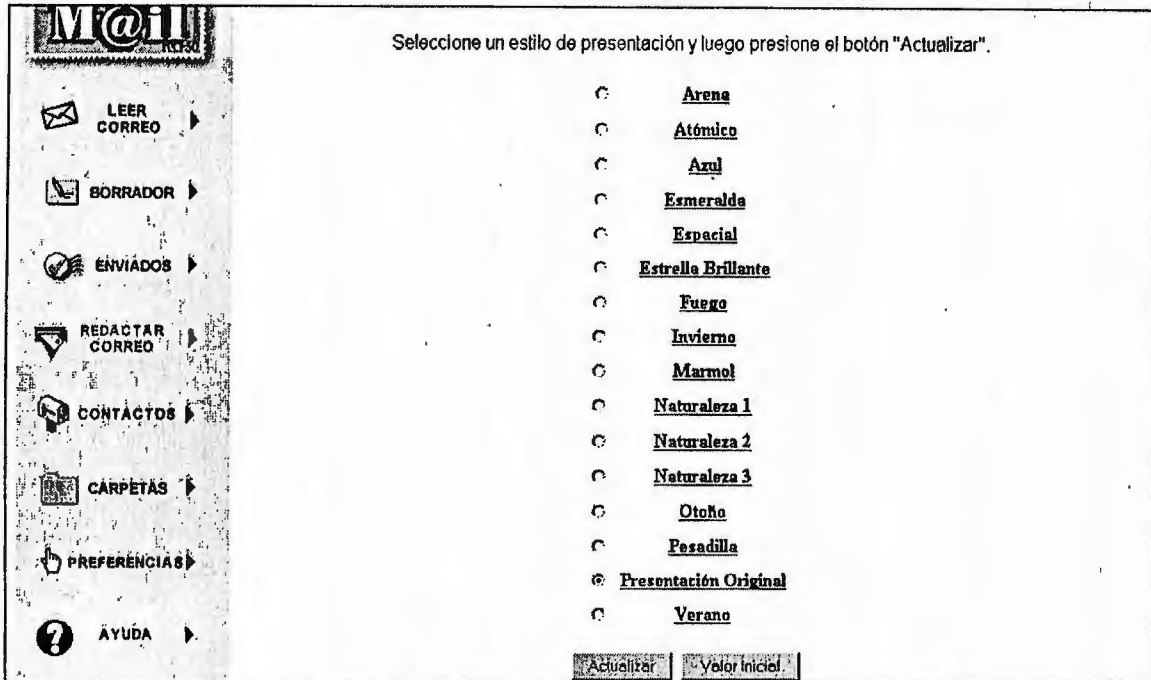 M@il
Seleccione un estilo de presentación y luego presione el botón "Actualizar".
LEER
CORREO
BORRADOR
ENVIADOS
REDACTAR
CORREO
CONTACTOS
CARPETAS
PREFERENCIAS
AYUDA
Arena
Atómico
Azul
Esmeralda
Espacial
Estrella Brillante
Fuego
Invierno
Marmol
Naturaleza 1
Naturaleza 2
Naturaleza 3
Otoño
Pesadilla
Presentación Original
Verano
Actualizar Valor Inicial